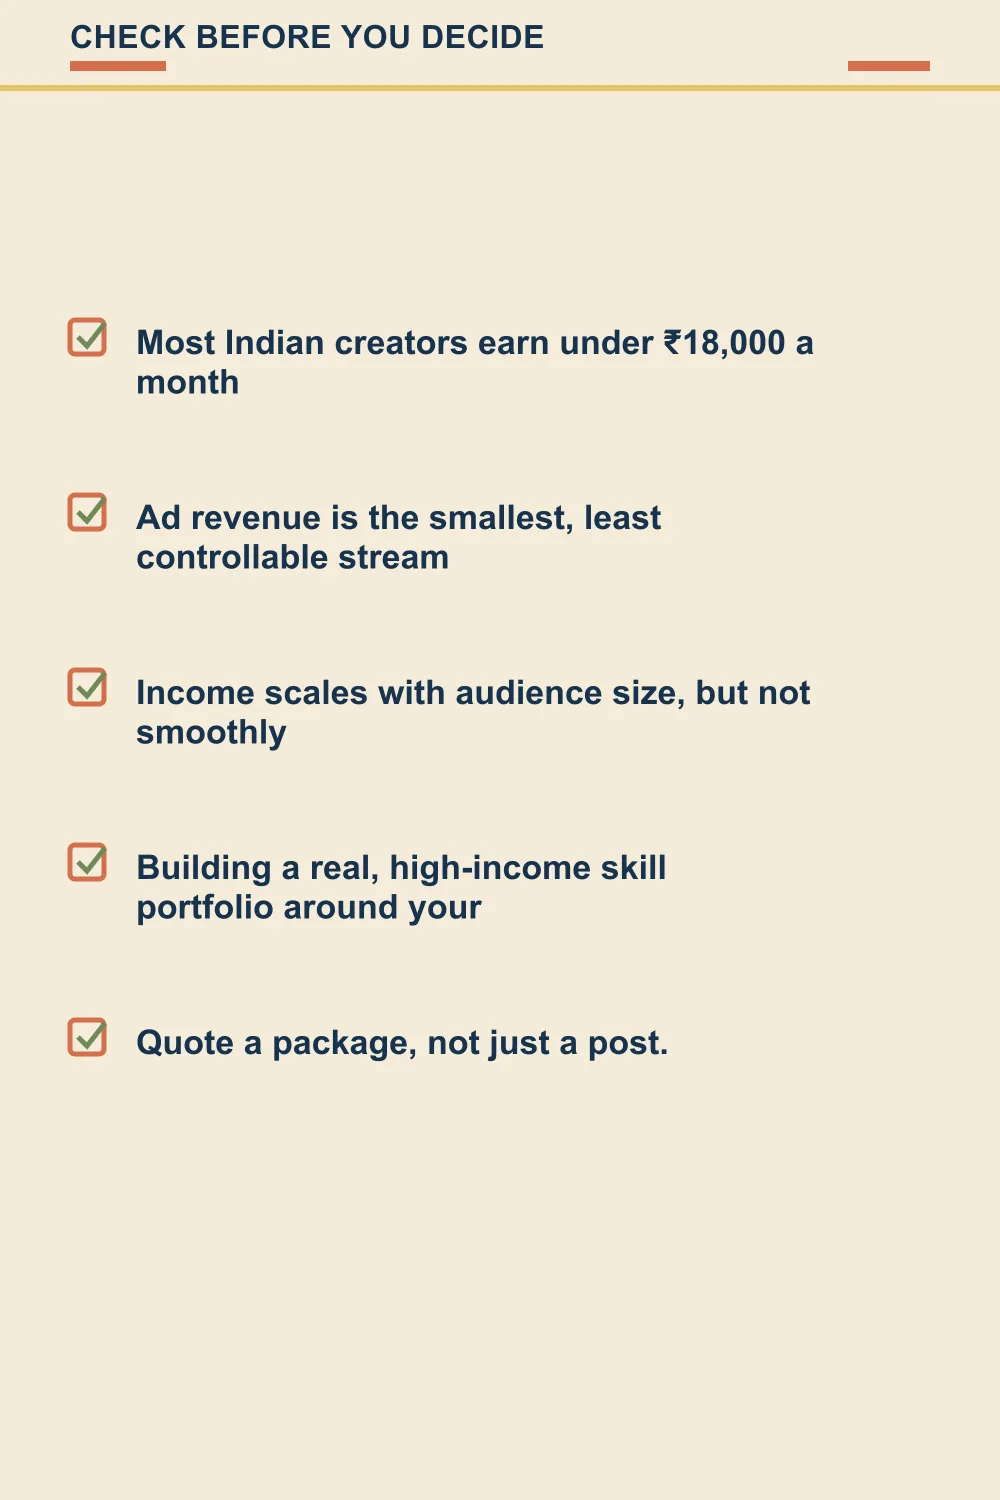 CHECK BEFORE YOU DECIDE
Most Indian creators earn under ₹18,000 a
month
Ad revenue is the smallest, least
controllable stream
Income scales with audience size, but not
smoothly
Building a real, high-income skill
portfolio around your
Quote a package, not just a post.